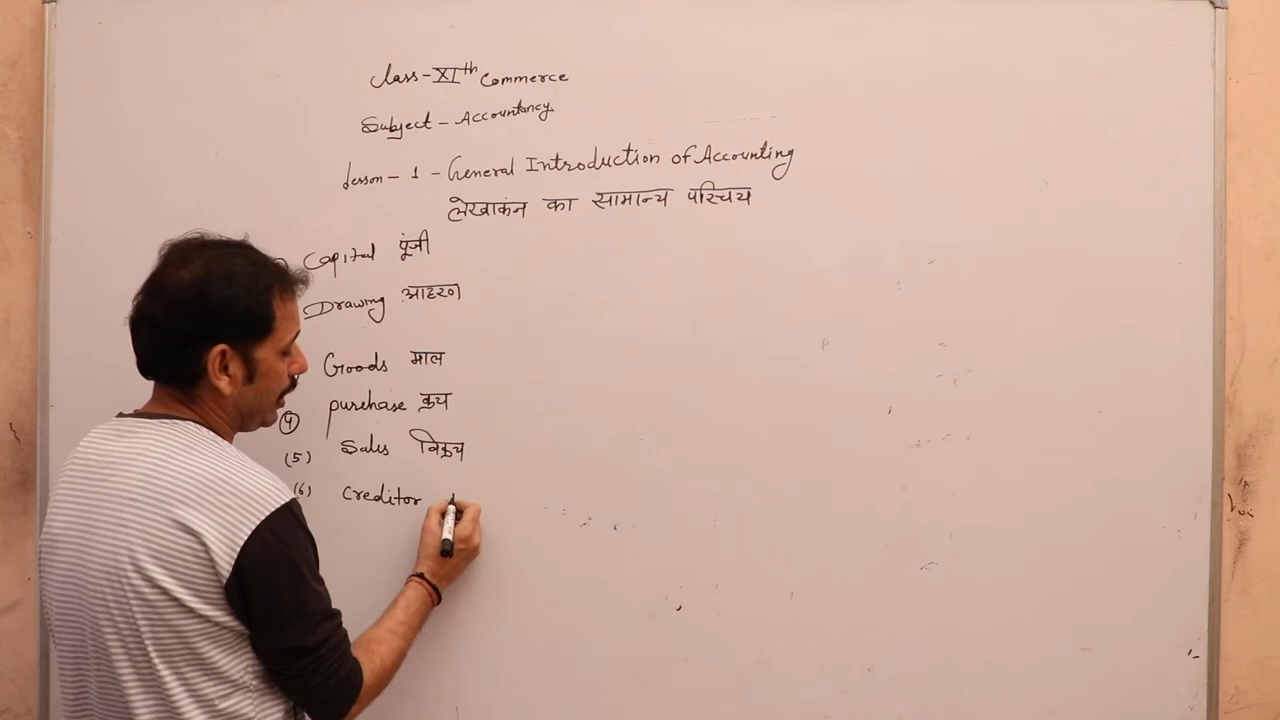 Class - XIth Commerce
Subject - Accountancy
Lesson - 1 - General Introduction of Accounting
लेखाकंन का सामान्य परिचय
Capital पूंजी
Drawing आहरण
Goods माल
(4) purchase क्रय
(5) Sales विक्रय
(6) Creditor